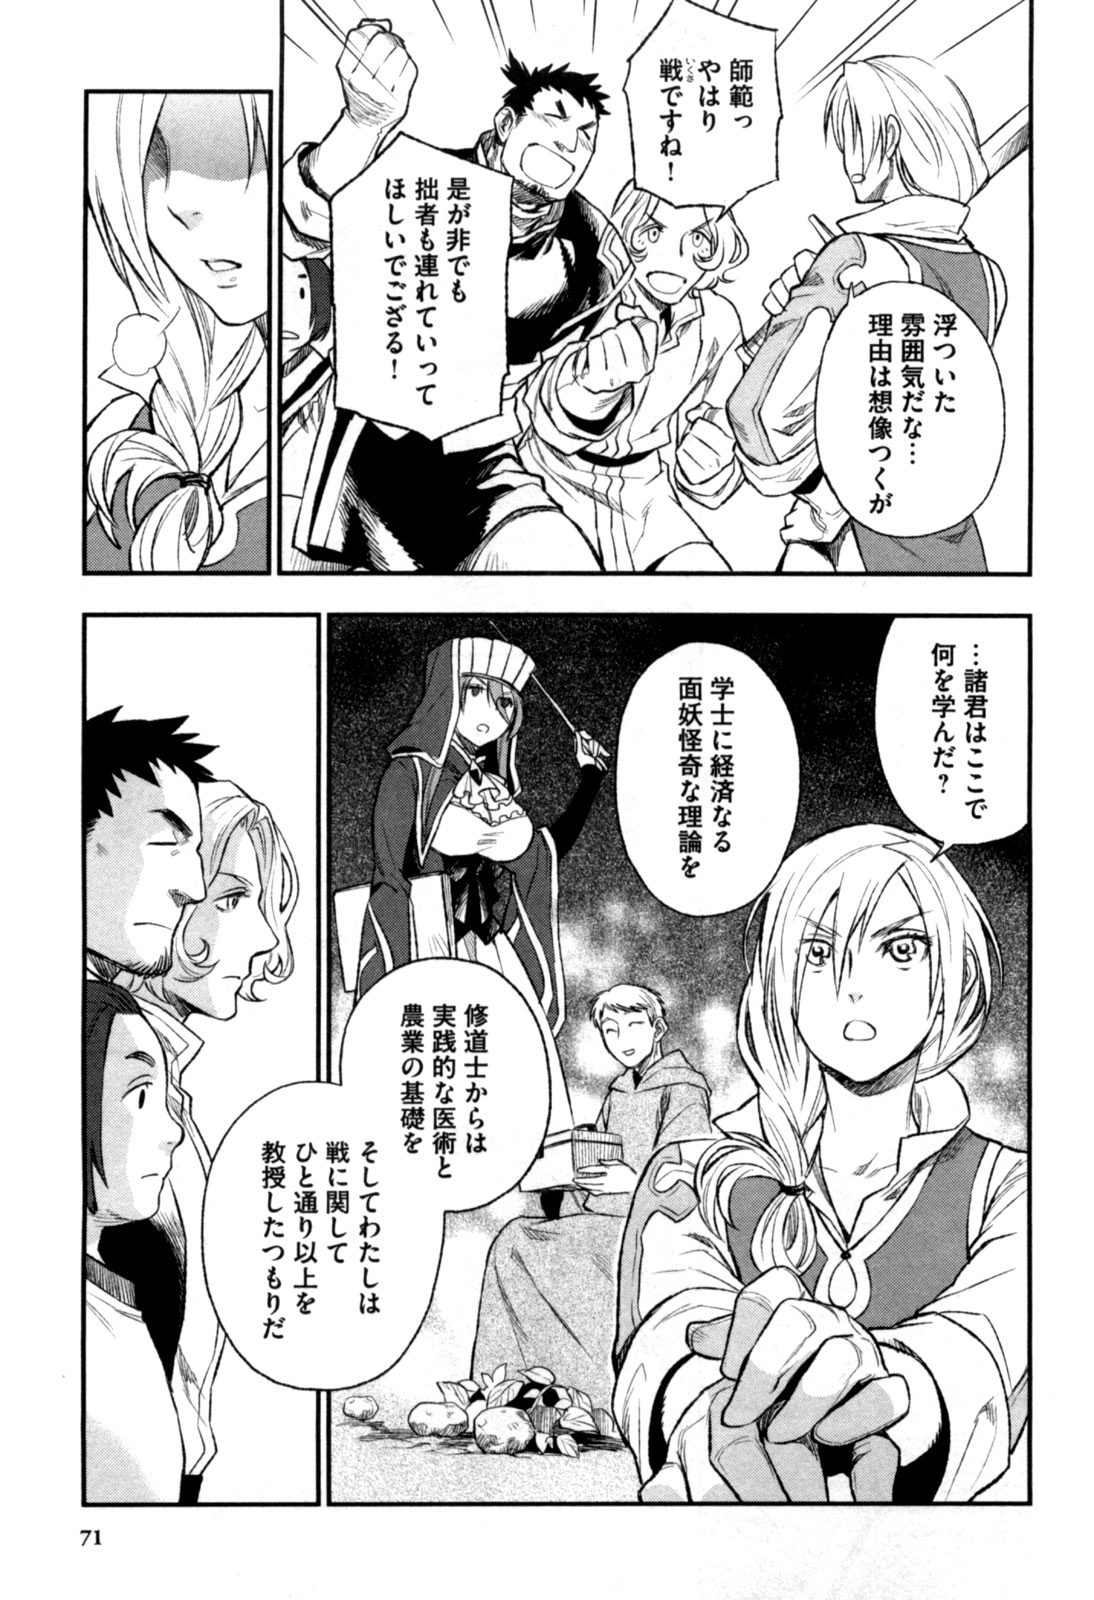 師範っ
やはり
戦ですね！
いくさ
是が非でも
拙者も連れていって
ほしいでござる！
浮ついた
雰囲気だな…
理由は想像つくが
…諸君はここで
何を学んだ？
学士に経済なる
面妖怪奇な理論を
修道士からは
実践的な医術と
農業の基礎を
そしてわたしは
戦に関して
ひと通り以上を
教授したつもりだ
71